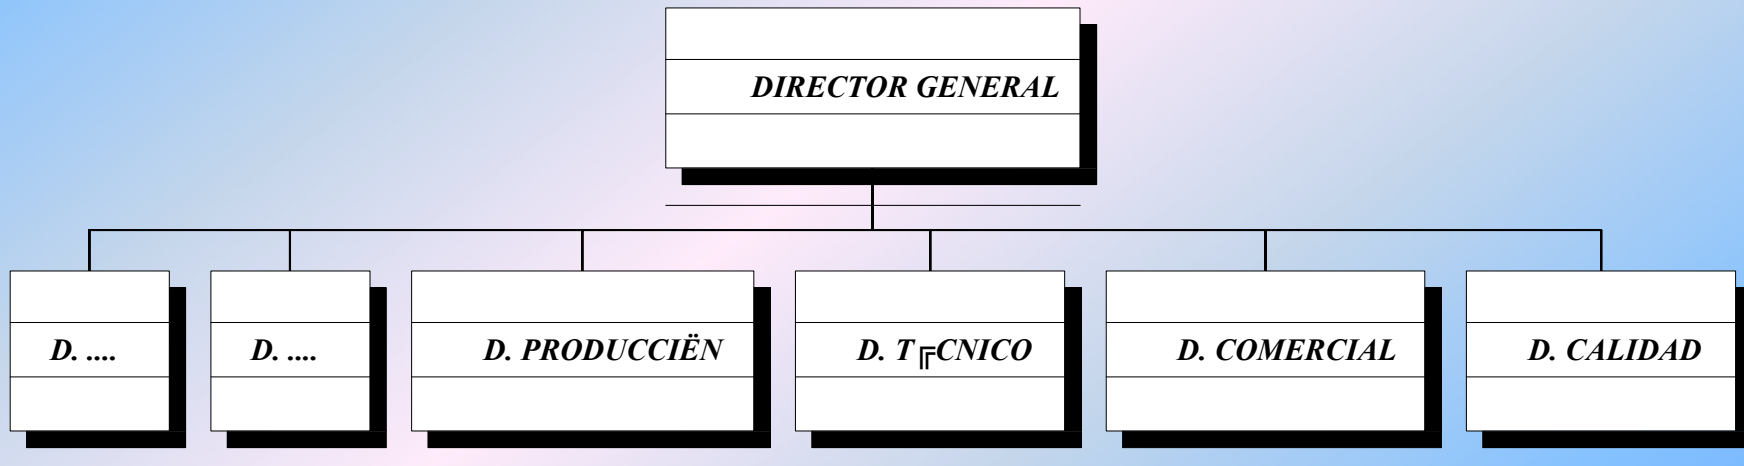 DIRECTOR GENERAL
D. ....
D. ....
D. PRODUCCIËN
D. T╔CNICO
D. COMERCIAL
D. CALIDAD